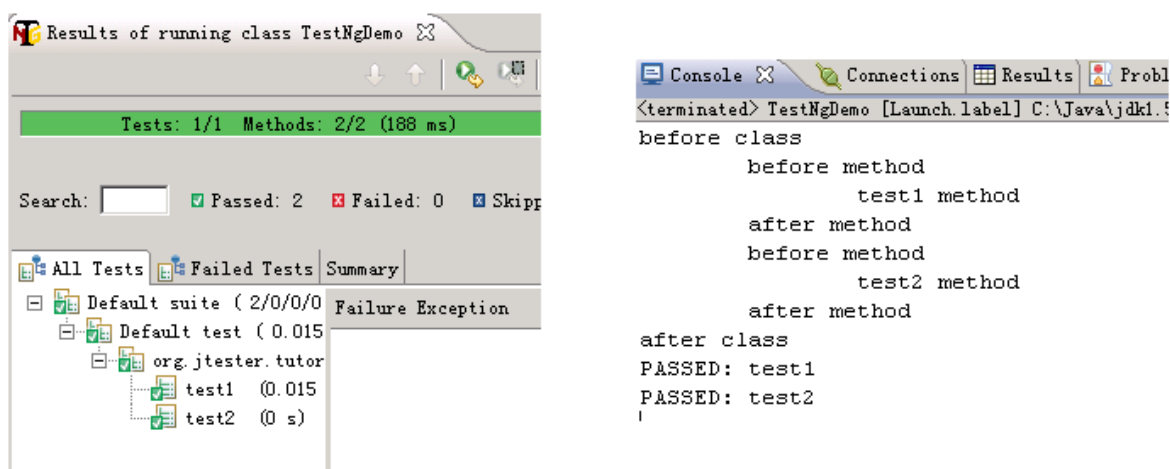 Results of running class TestNgDemo
Tests: 1/1 Methods: 2/2 (188 ms)
Search: Passed: 2 Failed: 0 Skipp
All Tests Failed Tests Summary
Default suite ( 2/0/0/0
Failure Exception
Default test ( 0.015
org.jtester.tutor
test1 (0.015
test2 (0 s)
Console Connections Results Probl
<terminated> TestNgDemo [Launch.label] C:\Java\jdk1.5
before class
before method
test1 method
after method
before method
test2 method
after method
after class
PASSED: test1
PASSED: test2